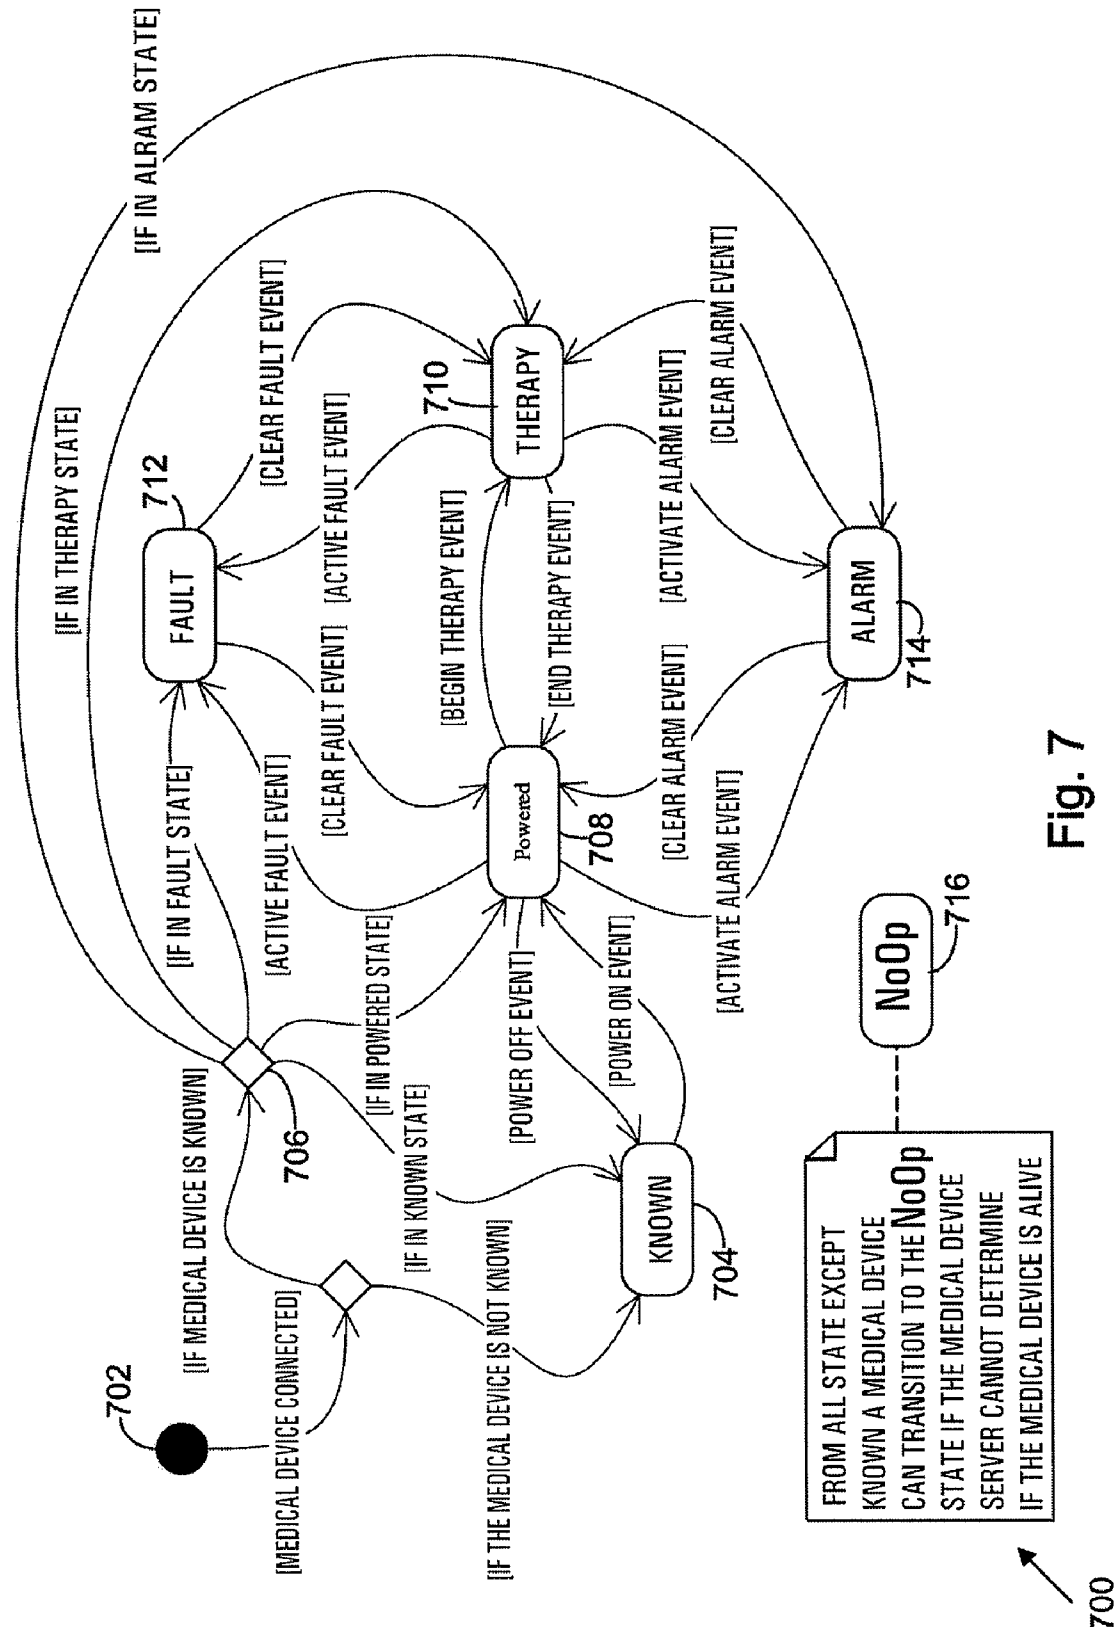 702
[MEDICAL DEVICE CONNECTED]
[IF MEDICAL DEVICE IS KNOWN]
[IF THE MEDICAL DEVICE IS NOT KNOWN]
706
[IF IN THERAPY STATE]
[IF IN ALRAM STATE]
[IF IN FAULT STATE]
[IF IN POWERED STATE]
[IF IN KNOWN STATE]
FAULT
712
[ACTIVE FAULT EVENT]
[CLEAR FAULT EVENT]
[ACTIVE FAULT EVENT]
[CLEAR FAULT EVENT]
Powered
708
[BEGIN THERAPY EVENT]
[END THERAPY EVENT]
THERAPY
710
[POWER OFF EVENT]
[POWER ON EVENT]
KNOWN
704
[CLEAR ALARM EVENT]
[ACTIVATE ALARM EVENT]
[ACTIVATE ALARM EVENT]
[CLEAR ALARM EVENT]
ALARM
714
FROM ALL STATE EXCEPT
KNOWN A MEDICAL DEVICE
CAN TRANSITION TO THE NoOp
STATE IF THE MEDICAL DEVICE
SERVER CANNOT DETERMINE
IF THE MEDICAL DEVICE IS ALIVE
NoOp
716
700
Fig. 7